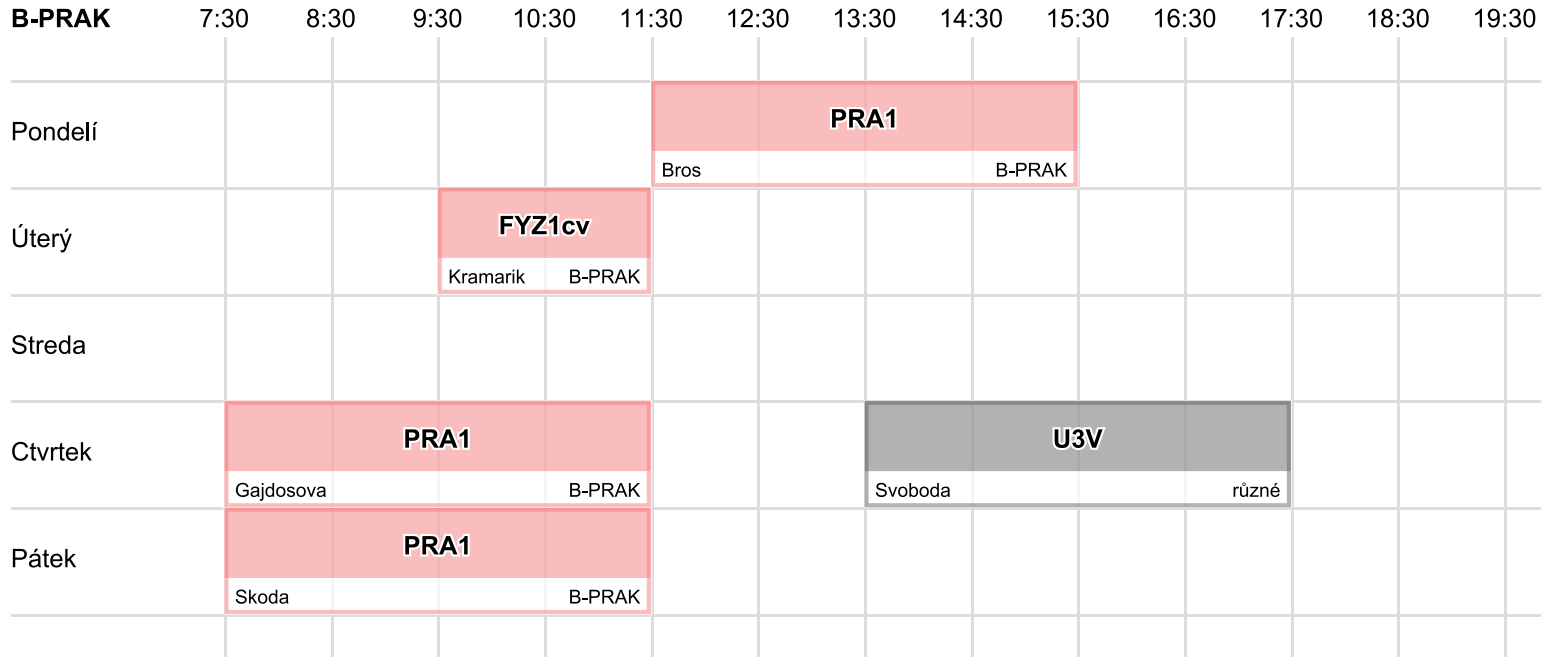 B-PRAK 7:30 8:30 9:30 10:30 11:30 12:30 13:30 14:30 15:30 16:30 17:30 18:30 19:30
Pondelí
PRA1
Bros B-PRAK
Úterý
FYZ1cv
Kramarik B-PRAK
Streda
Ctvrtek
PRA1
Gajdosova B-PRAK
U3V
Svoboda různé
Pátek
PRA1
Skoda B-PRAK